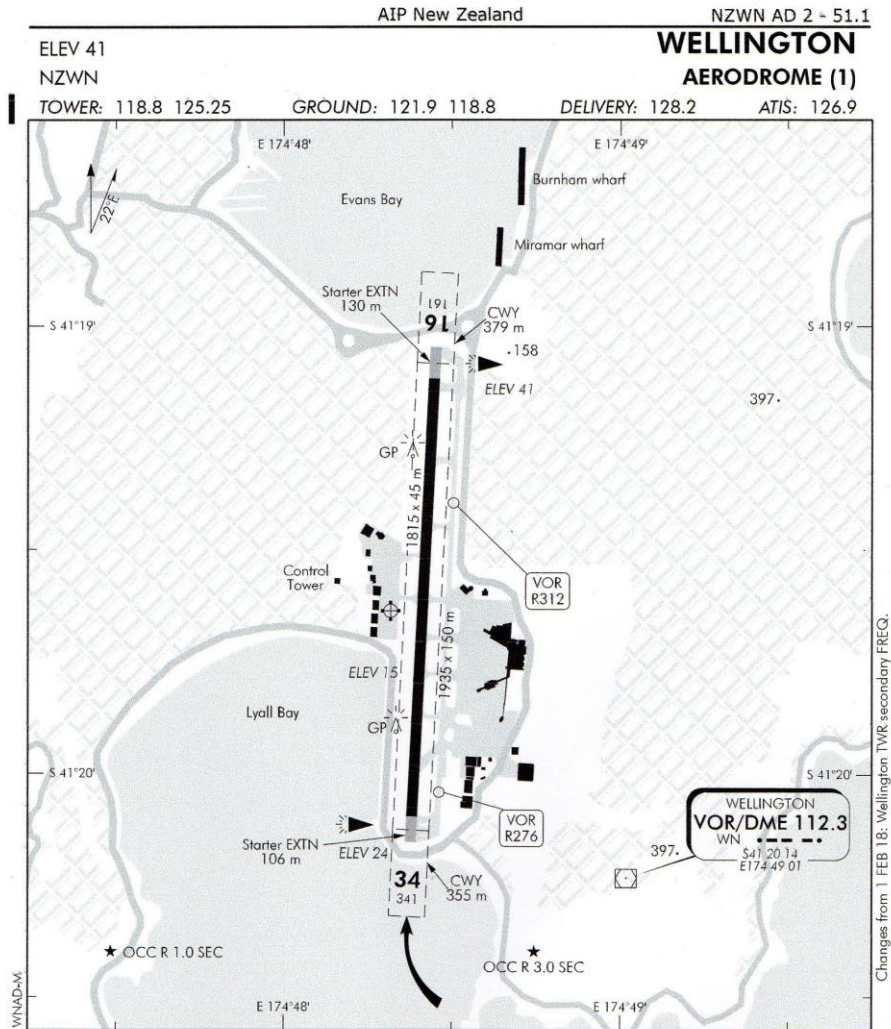 AIP New Zealand
NZWN AD 2 - 51.1
ELEV 41
WELLINGTON
NZWN
AERODROME (1)
TOWER: 118.8 125.25 GROUND: 121.9 118.8 DELIVERY: 128.2 ATIS: 126.9
E 174°48'
E 174°49'
22°E
Evans Bay
Burnham wharf
Miramar wharf
Starter EXTN
130 m
161
16
CWY
379 m
S 41°19'
S 41°19'
.158
ELEV 41
397.
GP
1815 x 45 m
Control
Tower
VOR
R312
1935 x 150 m
ELEV 15
Lyall Bay
GP
S 41°20'
S 41°20'
WELLINGTON
VOR/DME 112.3
WN
S41 20 14
E174 49 01
VOR
R276
Starter EXTN
106 m
ELEV 24
397.
34
341
CWY
355 m
OCC R 1.0 SEC
OCC R 3.0 SEC
E 174°48'
E 174°49'
WNAD-M
Changes from 1 FEB 18: Wellington TWR secondary FREQ.